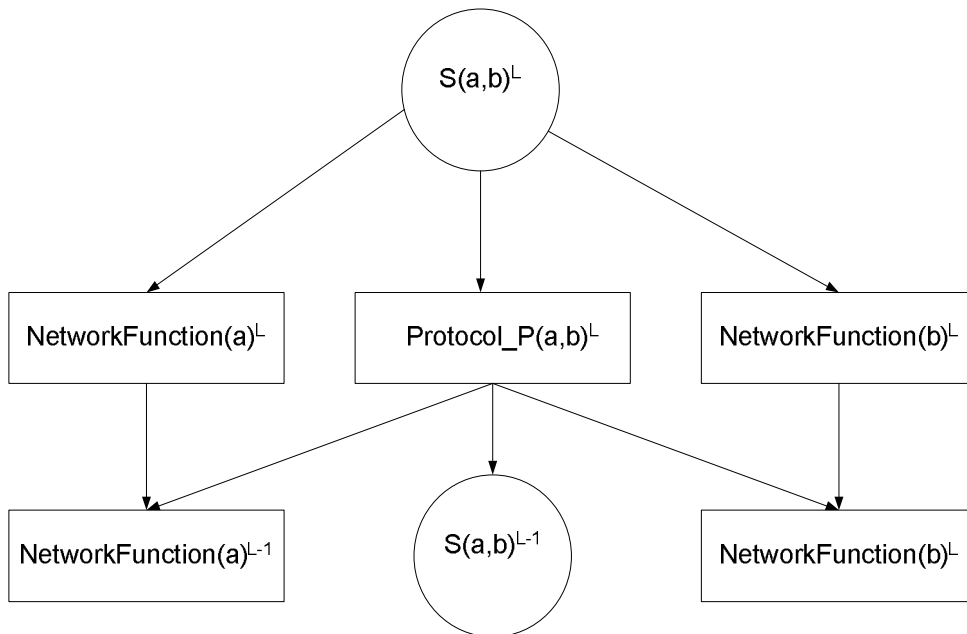 S(a,b)ᴸ
NetworkFunction(a)ᴸ
Protocol_P(a,b)ᴸ
NetworkFunction(b)ᴸ
NetworkFunction(a)ᴸ⁻¹
S(a,b)ᴸ⁻¹
NetworkFunction(b)ᴸ